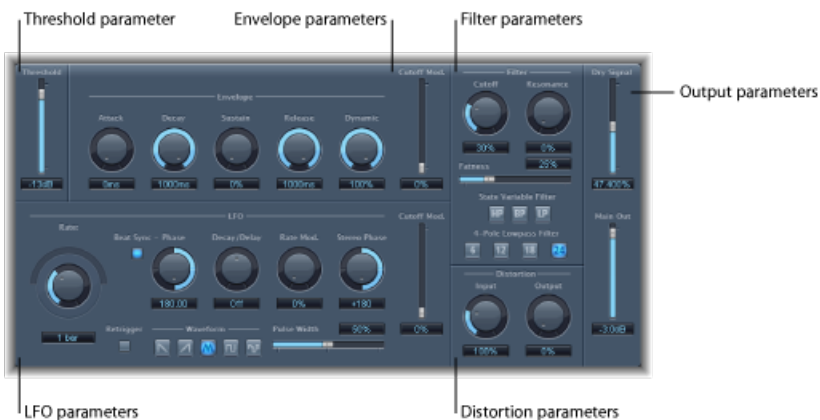 Threshold parameter
Envelope parameters
Filter parameters
Output parameters
Threshold
Envelope
Attack
Decay
Sustain
Release
Dynamic
Cutoff Mod.
-13dB
0ms
1000ms
0%
1000ms
100%
0%
Filter
Cutoff
Resonance
30%
0%
Fatness
25%
State Variable Filter
HP
BP
LP
4-Pole Lowpass Filter
6
12
18
24
Dry Signal
47.400%
Main Out
-3.0dB
LFO
Rate
Beat Sync - Phase
Decay/Delay
Rate Mod.
Stereo Phase
Cutoff Mod.
180.00
Off
0%
+180
1 bar
Retrigger
Waveform
Pulse Width
50%
0%
Distortion
Input
Output
100%
0%
LFO parameters
Distortion parameters